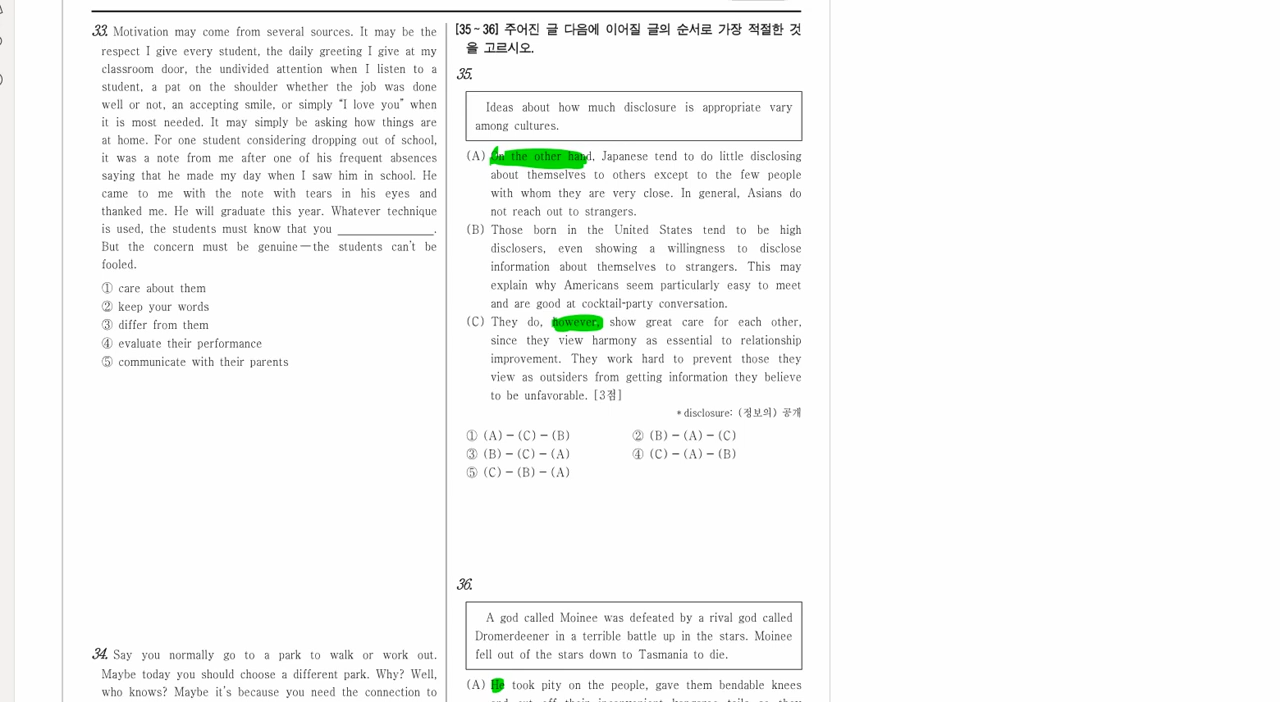 33. Motivation may come from several sources. It may be the
respect I give every student, the daily greeting I give at my
classroom door, the undivided attention when I listen to a
student, a pat on the shoulder whether the job was done
well or not, an accepting smile, or simply “I love you” when
it is most needed. It may simply be asking how things are
at home. For one student considering dropping out of school,
it was a note from me after one of his frequent absences
saying that he made my day when I saw him in school. He
came to me with the note with tears in his eyes and
thanked me. He will graduate this year. Whatever technique
is used, the students must know that you ____________.
But the concern must be genuine—the students can't be
fooled.
① care about them
② keep your words
③ differ from them
④ evaluate their performance
⑤ communicate with their parents
34. Say you normally go to a park to walk or work out.
Maybe today you should choose a different park. Why? Well,
who knows? Maybe it's because you need the connection to
[35~36] 주어진 글 다음에 이어질 글의 순서로 가장 적절한 것
을 고르시오.
35.
Ideas about how much disclosure is appropriate vary
among cultures.
(A) On the other hand, Japanese tend to do little disclosing
about themselves to others except to the few people
with whom they are very close. In general, Asians do
not reach out to strangers.
(B) Those born in the United States tend to be high
disclosers, even showing a willingness to disclose
information about themselves to strangers. This may
explain why Americans seem particularly easy to meet
and are good at cocktail-party conversation.
(C) They do, however, show great care for each other,
since they view harmony as essential to relationship
improvement. They work hard to prevent those they
view as outsiders from getting information they believe
to be unfavorable. [3점]
* disclosure: (정보의) 공개
① (A)-(C)-(B) ② (B)-(A)-(C)
③ (B)-(C)-(A) ④ (C)-(A)-(B)
⑤ (C)-(B)-(A)
36.
A god called Moinee was defeated by a rival god called
Dromerdeener in a terrible battle up in the stars. Moinee
fell out of the stars down to Tasmania to die.
(A) He took pity on the people, gave them bendable knees